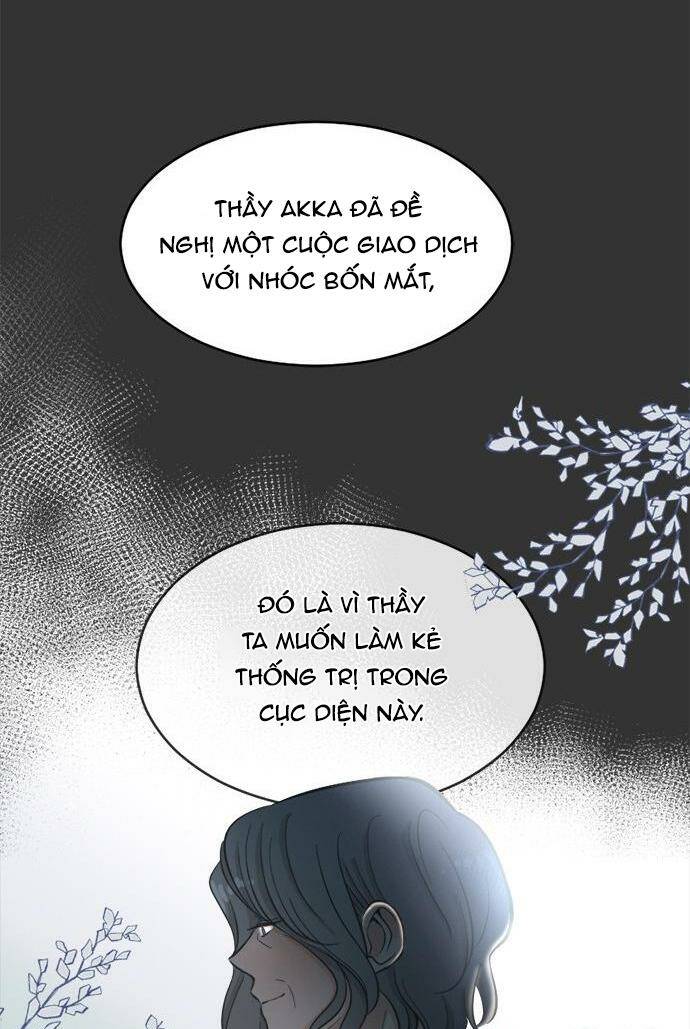 THẦY AKKA ĐÃ ĐỀ
NGHỊ MỘT CUỘC GIAO DỊCH
VỚI NHÓC BỐN MẮT,
ĐÓ LÀ VÌ THẦY
TA MUỐN LÀM KẺ
THỐNG TRỊ TRONG
CỤC DIỆN NÀY.